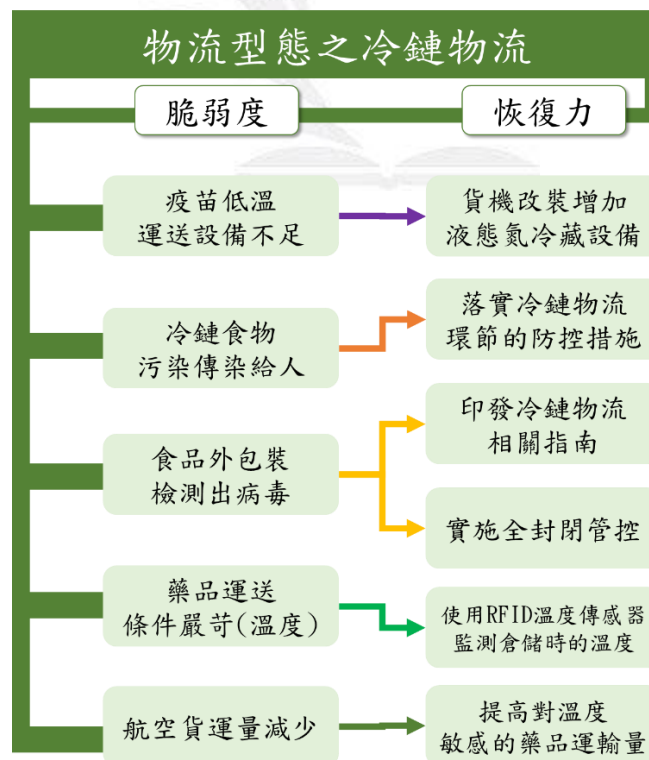 物流型態之冷鏈物流
脆弱度
恢復力
疫苗低溫
運送設備不足
貨機改裝增加
液態氮冷藏設備
冷鏈食物
污染傳染給人
落實冷鏈物流
環節的防控措施
食品外包裝
檢測出病毒
印發冷鏈物流
相關指南
實施全封閉管控
藥品運送
條件嚴苛(溫度)
使用RFID溫度傳感器
監測倉儲時的溫度
航空貨運量減少
提高對溫度
敏感的藥品運輸量